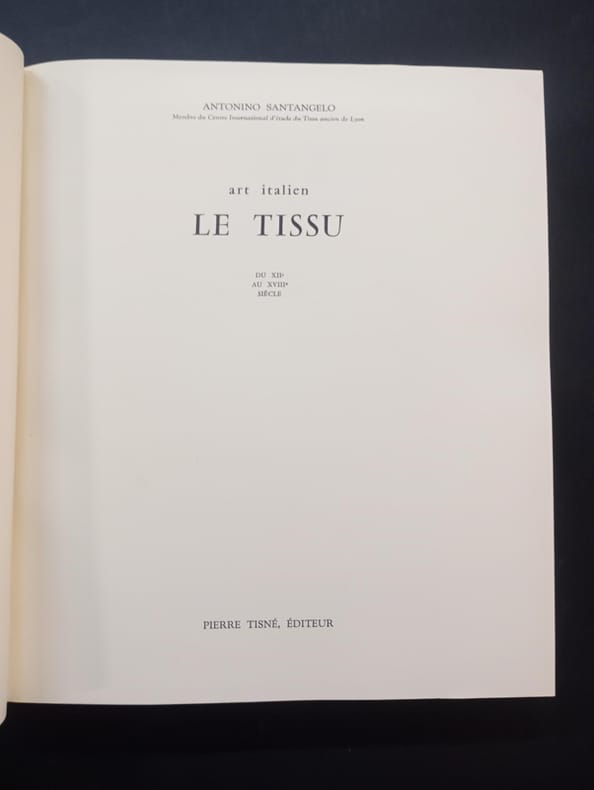 ANTONINO SANTANGELO
Membre du Centre International d'étude du Tissu ancien de Lyon
art italien
LE TISSU
DU XIIe
AU XVIIIe
SIÈCLE
PIERRE TISNÉ, ÉDITEUR